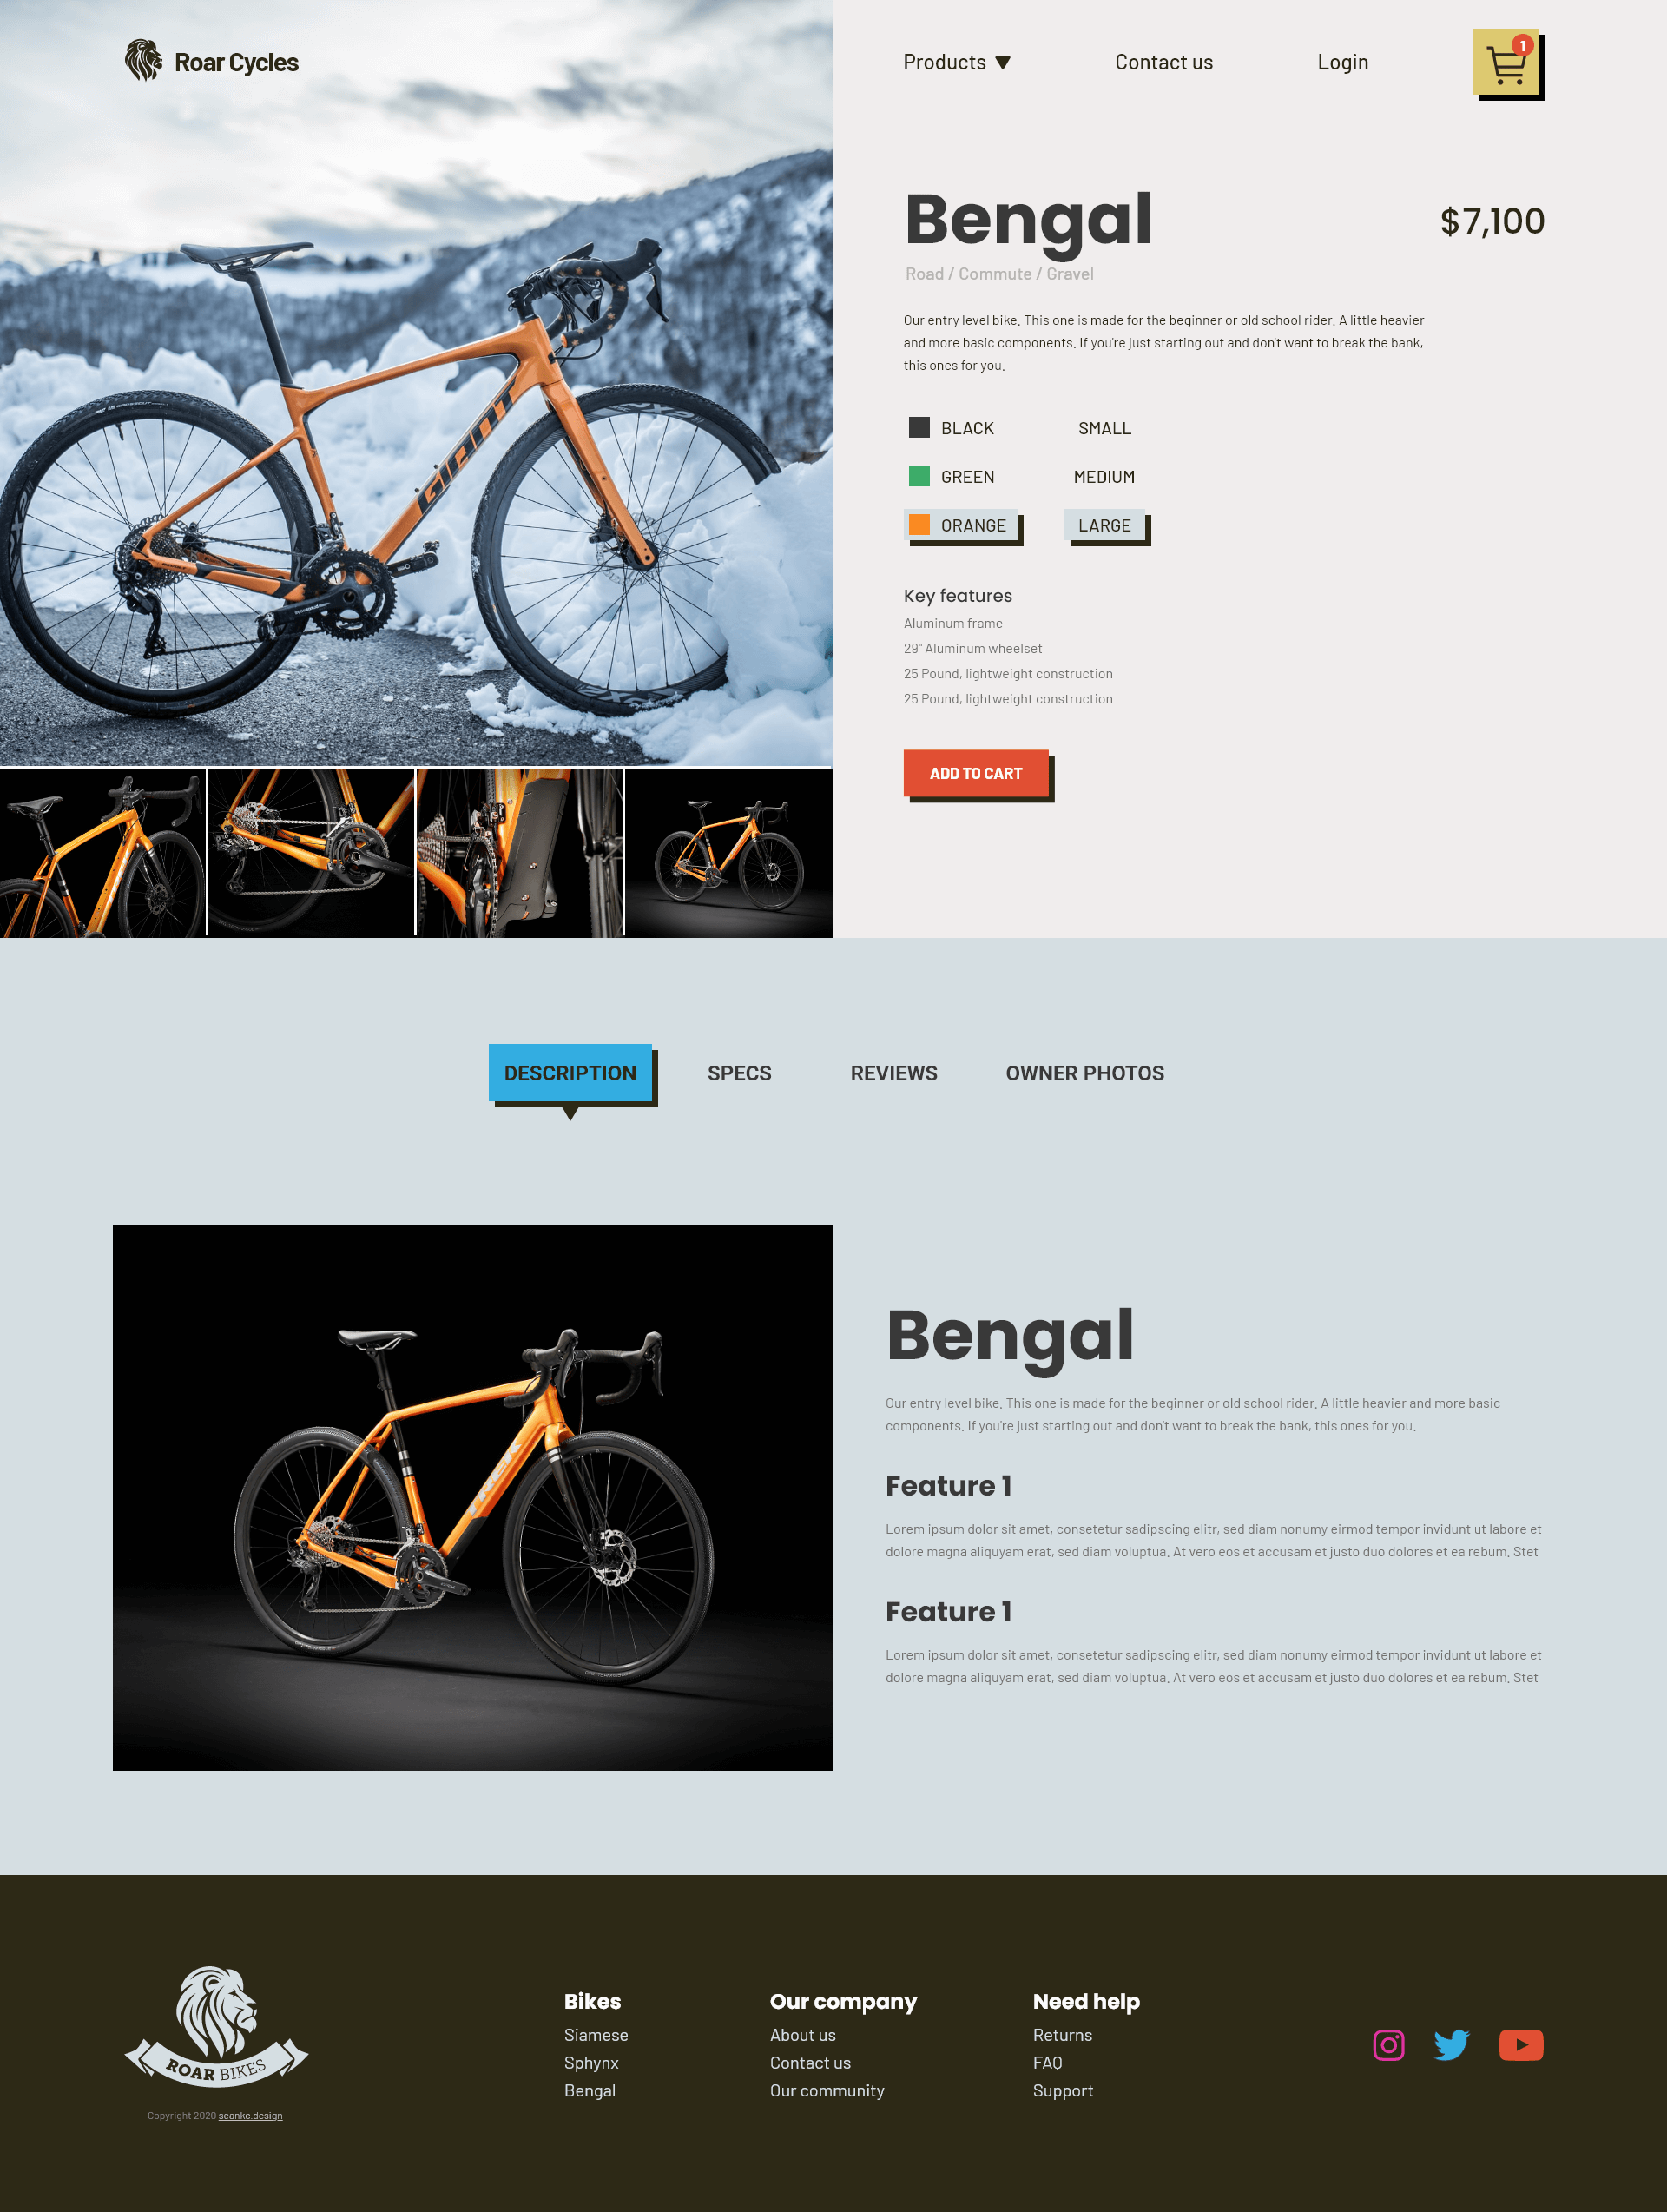 Roar Cycles
Products
Contact us
Login
1
Bengal
$7,100
Road / Commute / Gravel
Our entry level bike. This one is made for the beginner or old school rider. A little heavier
and more basic components. If you're just starting out and don't want to break the bank,
this ones for you.
BLACK
SMALL
GREEN
MEDIUM
ORANGE
LARGE
Key features
Aluminum frame
29" Aluminum wheelset
25 Pound, lightweight construction
25 Pound, lightweight construction
ADD TO CART
DESCRIPTION
SPECS
REVIEWS
OWNER PHOTOS
TREK
Bengal
Our entry level bike. This one is made for the beginner or old school rider. A little heavier and more basic
components. If you're just starting out and don't want to break the bank, this ones for you.
Feature 1
Lorem ipsum dolor sit amet, consetetur sadipscing elitr, sed diam nonumy eirmod tempor invidunt ut labore et
dolore magna aliquyam erat, sed diam voluptua. At vero eos et accusam et justo duo dolores et ea rebum. Stet
Feature 1
Lorem ipsum dolor sit amet, consetetur sadipscing elitr, sed diam nonumy eirmod tempor invidunt ut labore et
dolore magna aliquyam erat, sed diam voluptua. At vero eos et accusam et justo duo dolores et ea rebum. Stet
ROAR BIKES
Copyright 2020 seankc.design
Bikes
Siamese
Sphynx
Bengal
Our company
About us
Contact us
Our community
Need help
Returns
FAQ
Support